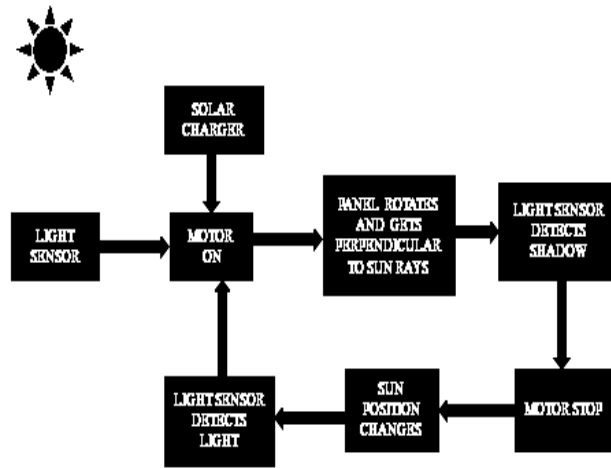 SOLAR
CHARGER
LIGHT
SENSOR
MOTOR
ON
PANEL ROTATES
AND GETS
PERPENDICULAR
TO SUN RAYS
LIGHT SENSOR
DETECTS
SHADOW
LIGHT SENSOR
DETECTS
LIGHT
SUN
POSITION
CHANGES
MOTOR STOP